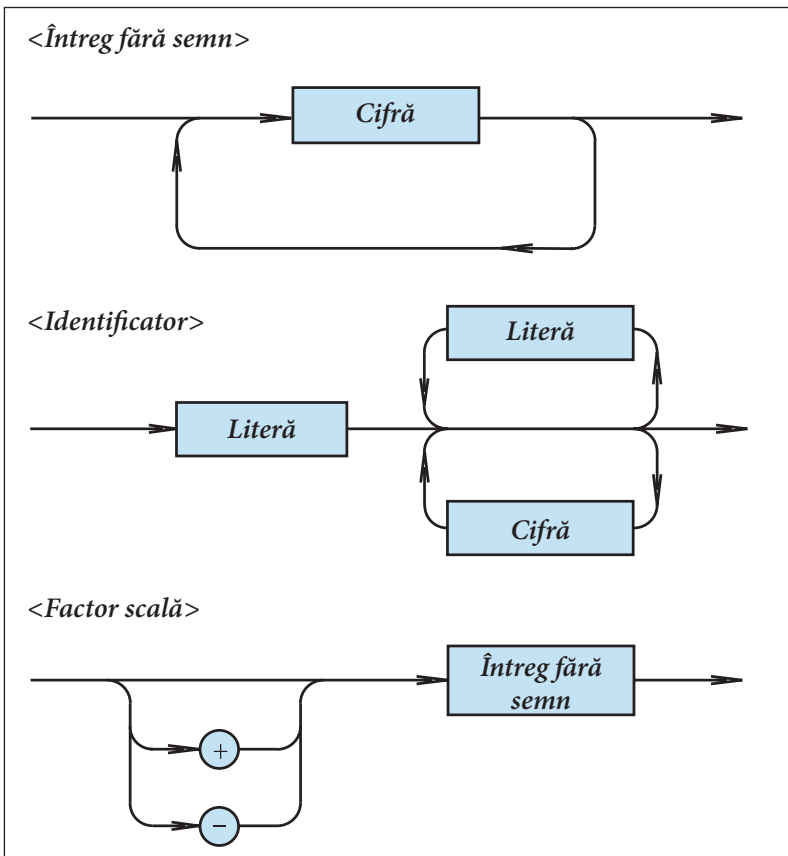 <Întreg fără semn>
Cifră
<Identificator>
Literă
Literă
Cifră
<Factor scală>
Întreg fără
semn
+
−